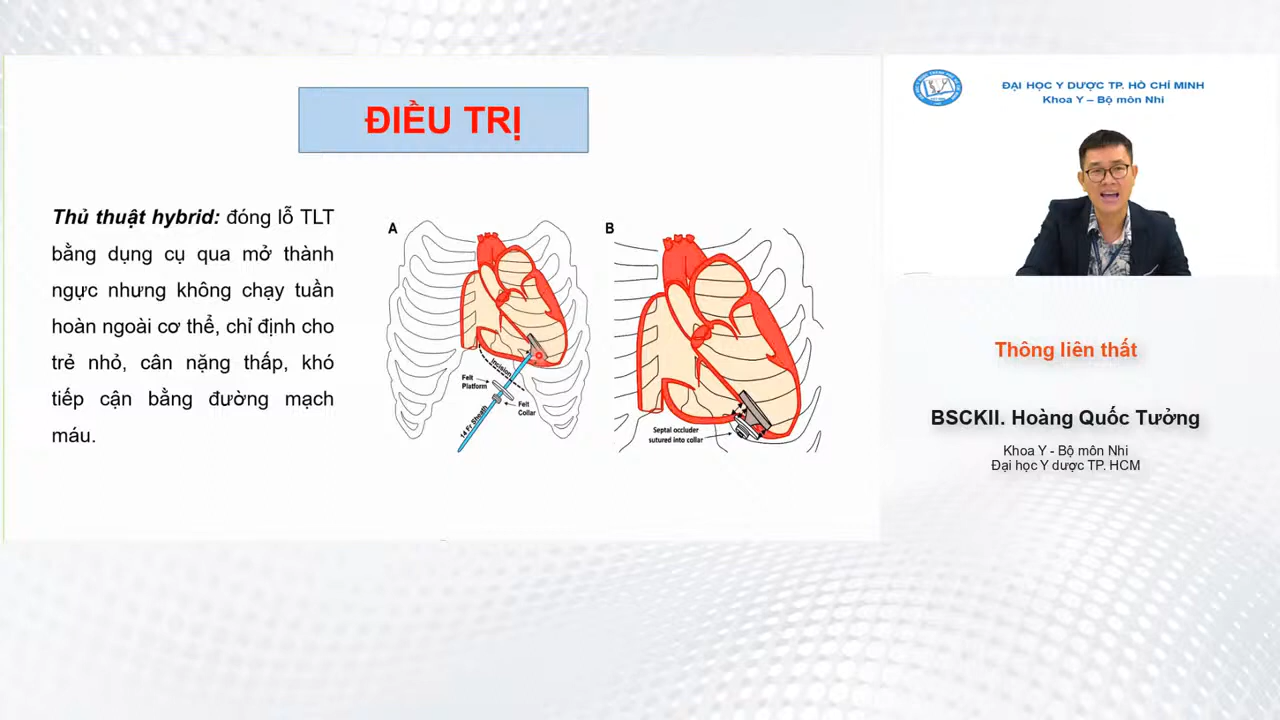 ĐIỀU TRỊ
Thủ thuật hybrid: đóng lỗ TLT
bằng dụng cụ qua mở thành
ngực nhưng không chạy tuần
hoàn ngoài cơ thể, chỉ định cho
trẻ nhỏ, cân nặng thấp, khó
tiếp cận bằng đường mạch
máu.
A
Incision
Felt
Platform
Felt
Collar
14 Fr Sheath
B
Septal occluder
sutured into collar
ĐẠI HỌC Y DƯỢC TP. HỒ CHÍ MINH
Khoa Y – Bộ môn Nhi
Thông liên thất
BSCKII. Hoàng Quốc Tưởng
Khoa Y - Bộ môn Nhi
Đại học Y dược TP. HCM